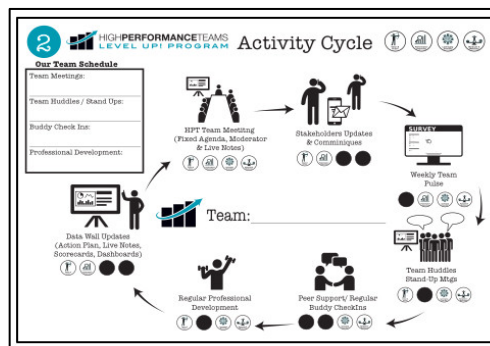 2
HIGHPERFORMANCETEAMS
LEVEL UP! PROGRAM
Activity Cycle
Our Team Schedule
Team Meetings:
Team Huddles / Stand Ups:
Buddy Check Ins:
Professional Development:
HPT Team Meetitng
(Fixed Agenda, Moderator
& Live Notes)
Stakeholders Updates
& Comminiques
SURVEY
Weekly Team
Pulse
Team:
Data Wall Updates
(Action Plan, Live Notes,
Scorecards, Dashboards)
Team Huddles
Stand-Up Mtgs
Regular Professional
Development
Peer Support/ Regular
Buddy CheckIns